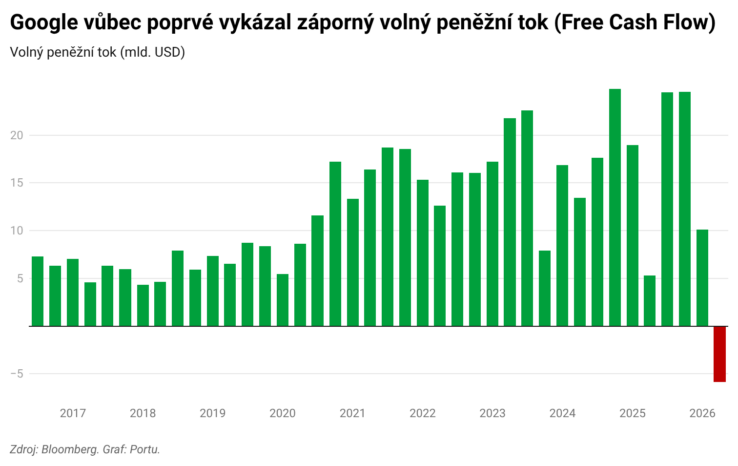 Google vůbec poprvé vykázal záporný volný peněžní tok (Free Cash Flow)
Volný peněžní tok (mld. USD)
20
15
10
5
−5
2017 2018 2019 2020 2021 2022 2023 2024 2025 2026
Zdroj: Bloomberg. Graf: Portu.